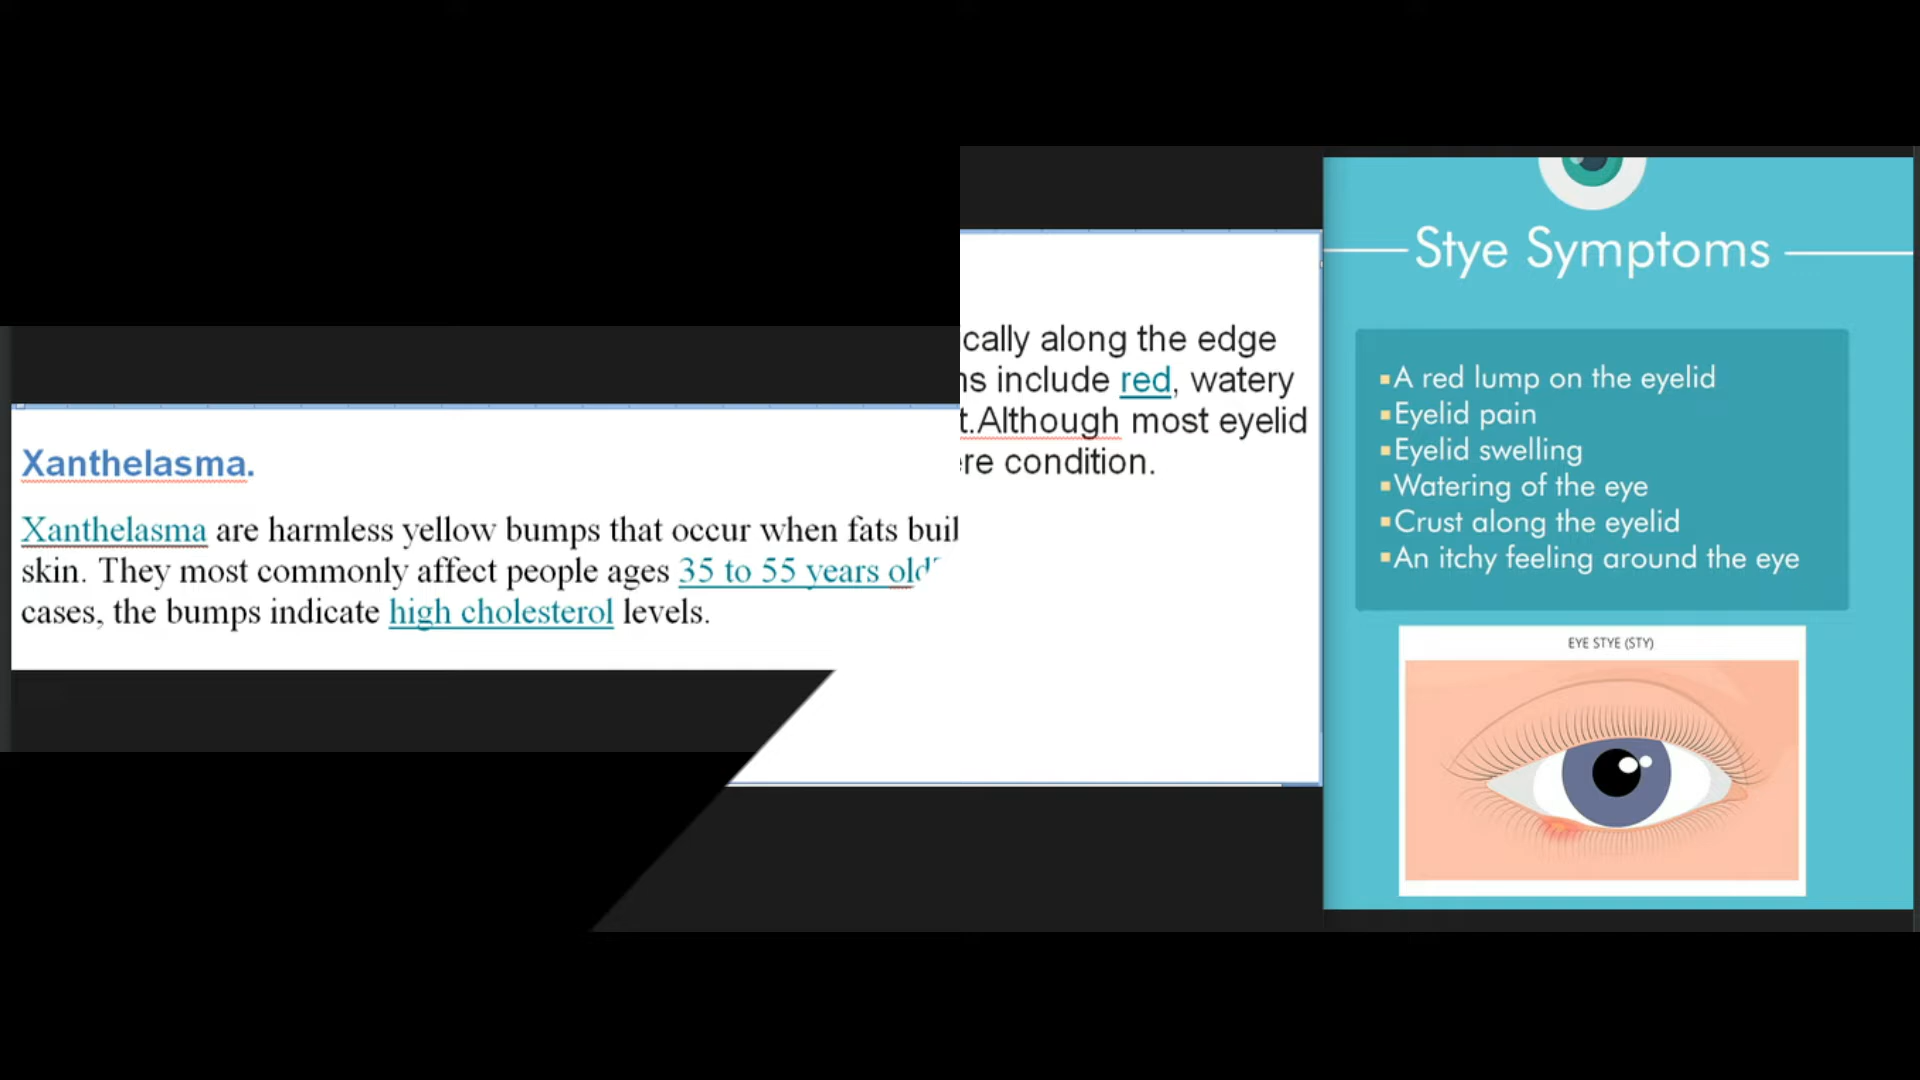 Xanthelasma.
Xanthelasma are harmless yellow bumps that occur when fats
skin. They most commonly affect people ages 35 to 55 years old
cases, the bumps indicate high cholesterol levels.
along the edge
include red, watery
Although most eyelid
condition.
Stye Symptoms
A red lump on the eyelid
Eyelid pain
Eyelid swelling
Watering of the eye
Crust along the eyelid
An itchy feeling around the eye
EYE STYE (STY)